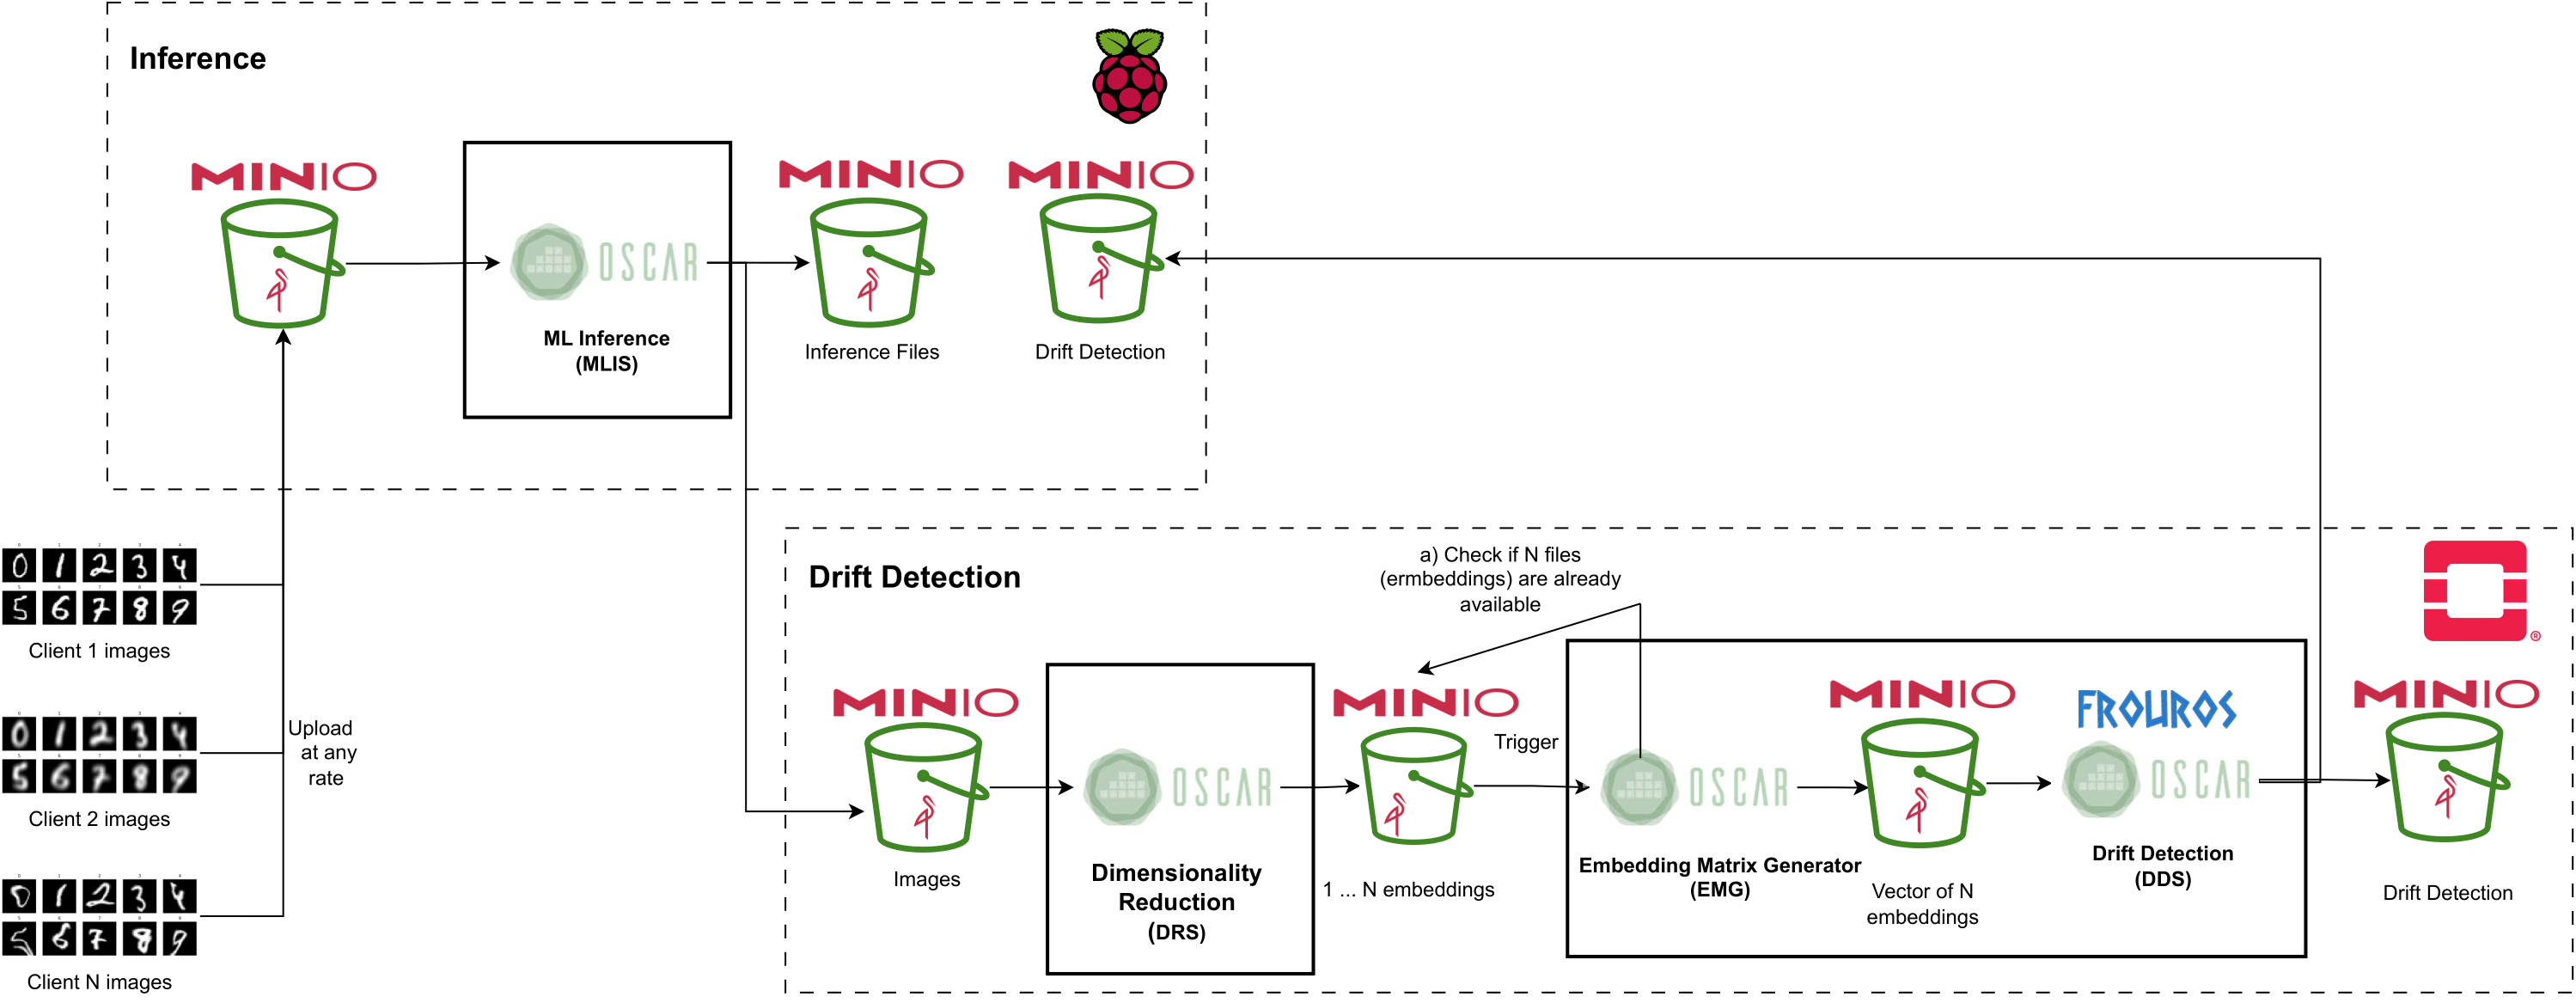 Inference
MINIO
MINIO
MINIO
OSCAR
ML Inference
(MLIS)
Inference Files
Drift Detection
0 1 2 3 4
5 6 7 8 9
Client 1 images
0 1 2 3 4
5 6 7 8 9
Client 2 images
0 1 2 3 4
5 6 7 8 9
Client N images
Upload
at any
rate
Drift Detection
a) Check if N files
(ermbeddings) are already
available
MINIO
Images
OSCAR
Dimensionality
Reduction
(DRS)
MINIO
1 ... N embeddings
Trigger
OSCAR
Embedding Matrix Generator
(EMG)
MINIO
Vector of N
embeddings
FROUROS
OSCAR
Drift Detection
(DDS)
®
MINIO
Drift Detection